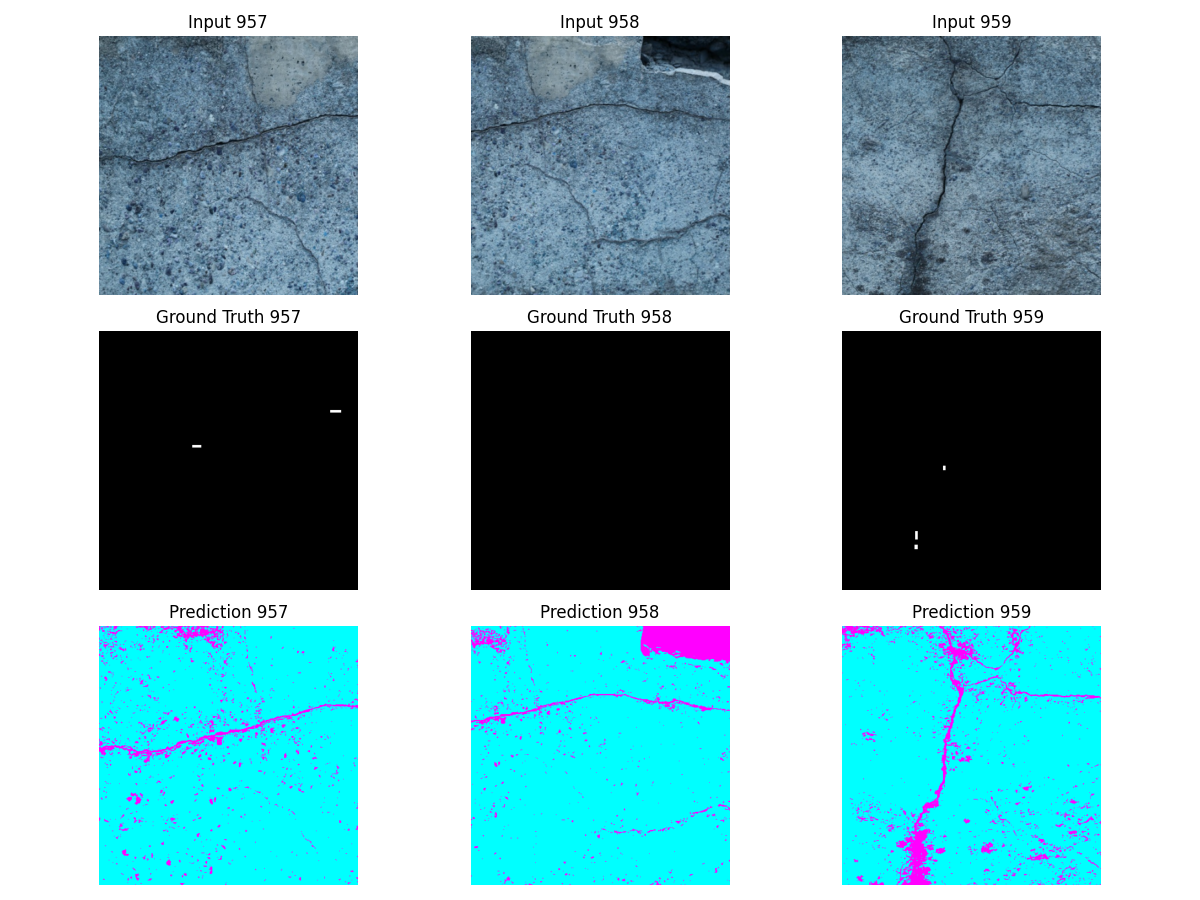 Input 957
Input 958
Input 959
Ground Truth 957
Ground Truth 958
Ground Truth 959
Prediction 957
Prediction 958
Prediction 959